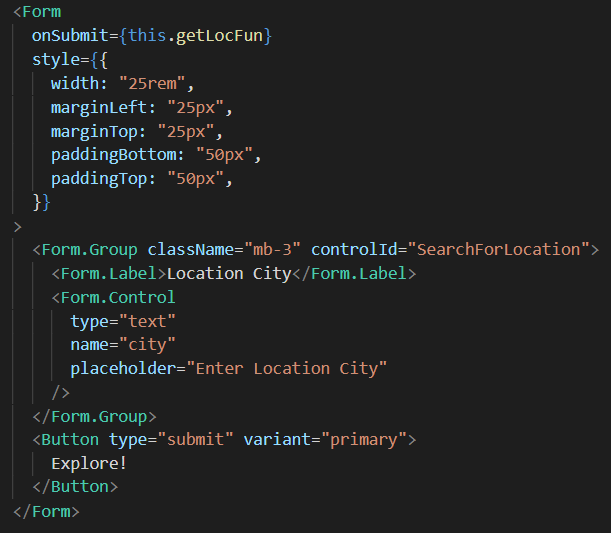 <Form
  onSubmit={this.getLocFun}
  style={{
    width: "25rem",
    marginLeft: "25px",
    marginTop: "25px",
    paddingBottom: "50px",
    paddingTop: "50px",
  }}
>
  <Form.Group className="mb-3" controlId="SearchForLocation">
    <Form.Label>Location City</Form.Label>
    <Form.Control
      type="text"
      name="city"
      placeholder="Enter Location City"
    />
  </Form.Group>
  <Button type="submit" variant="primary">
    Explore!
  </Button>
</Form>